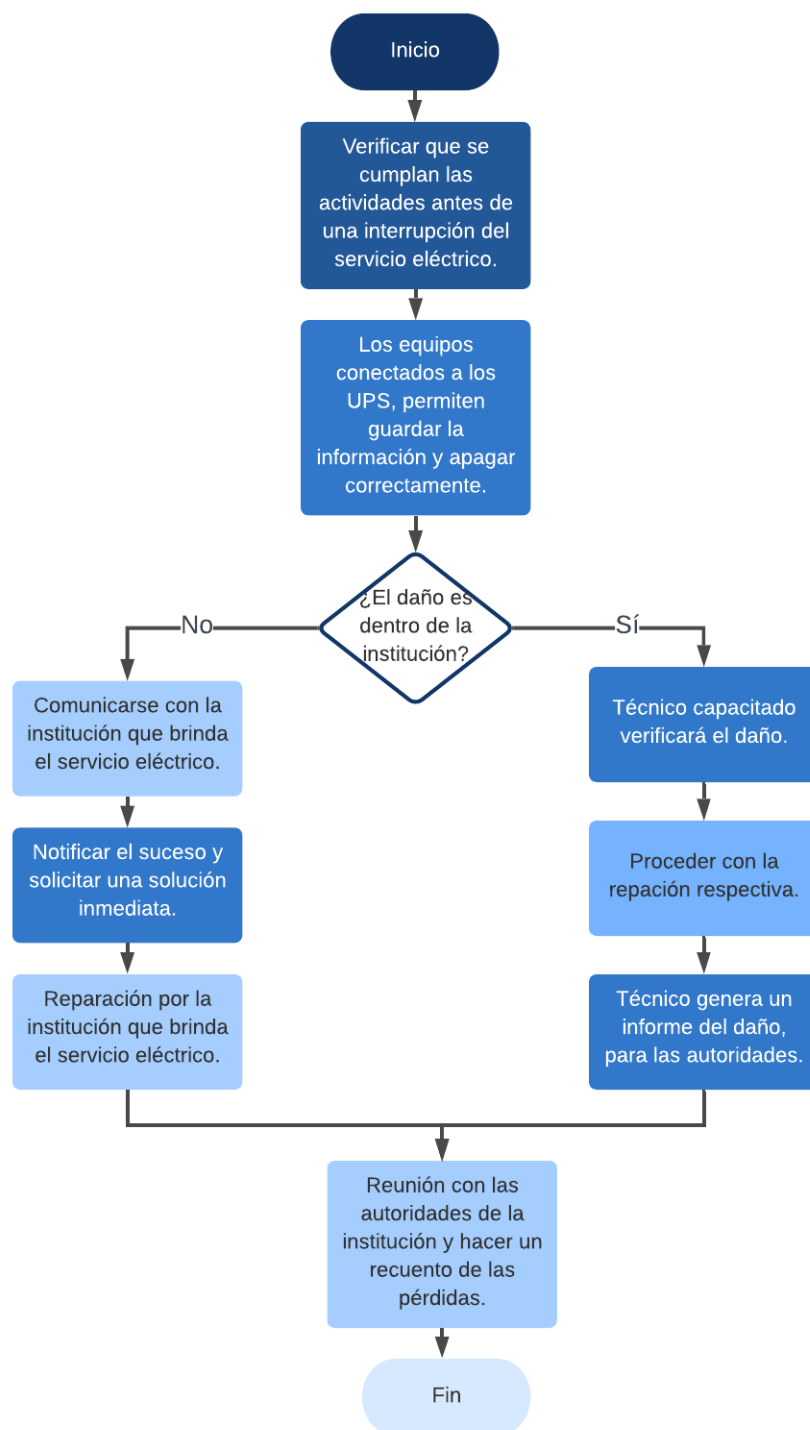 Inicio
Verificar que se
cumplan las
actividades antes de
una interrupción del
servicio eléctrico.
Los equipos
conectados a los
UPS, permiten
guardar la
información y apagar
correctamente.
¿El daño es
dentro de la
institución?
No
Sí
Comunicarse con la
institución que brinda
el servicio eléctrico.
Notificar el suceso y
solicitar una solución
inmediata.
Reparación por la
institución que brinda
el servicio eléctrico.
Técnico capacitado
verificará el daño.
Proceder con la
repación respectiva.
Técnico genera un
informe del daño,
para las autoridades.
Reunión con las
autoridades de la
institución y hacer un
recuento de las
pérdidas.
Fin